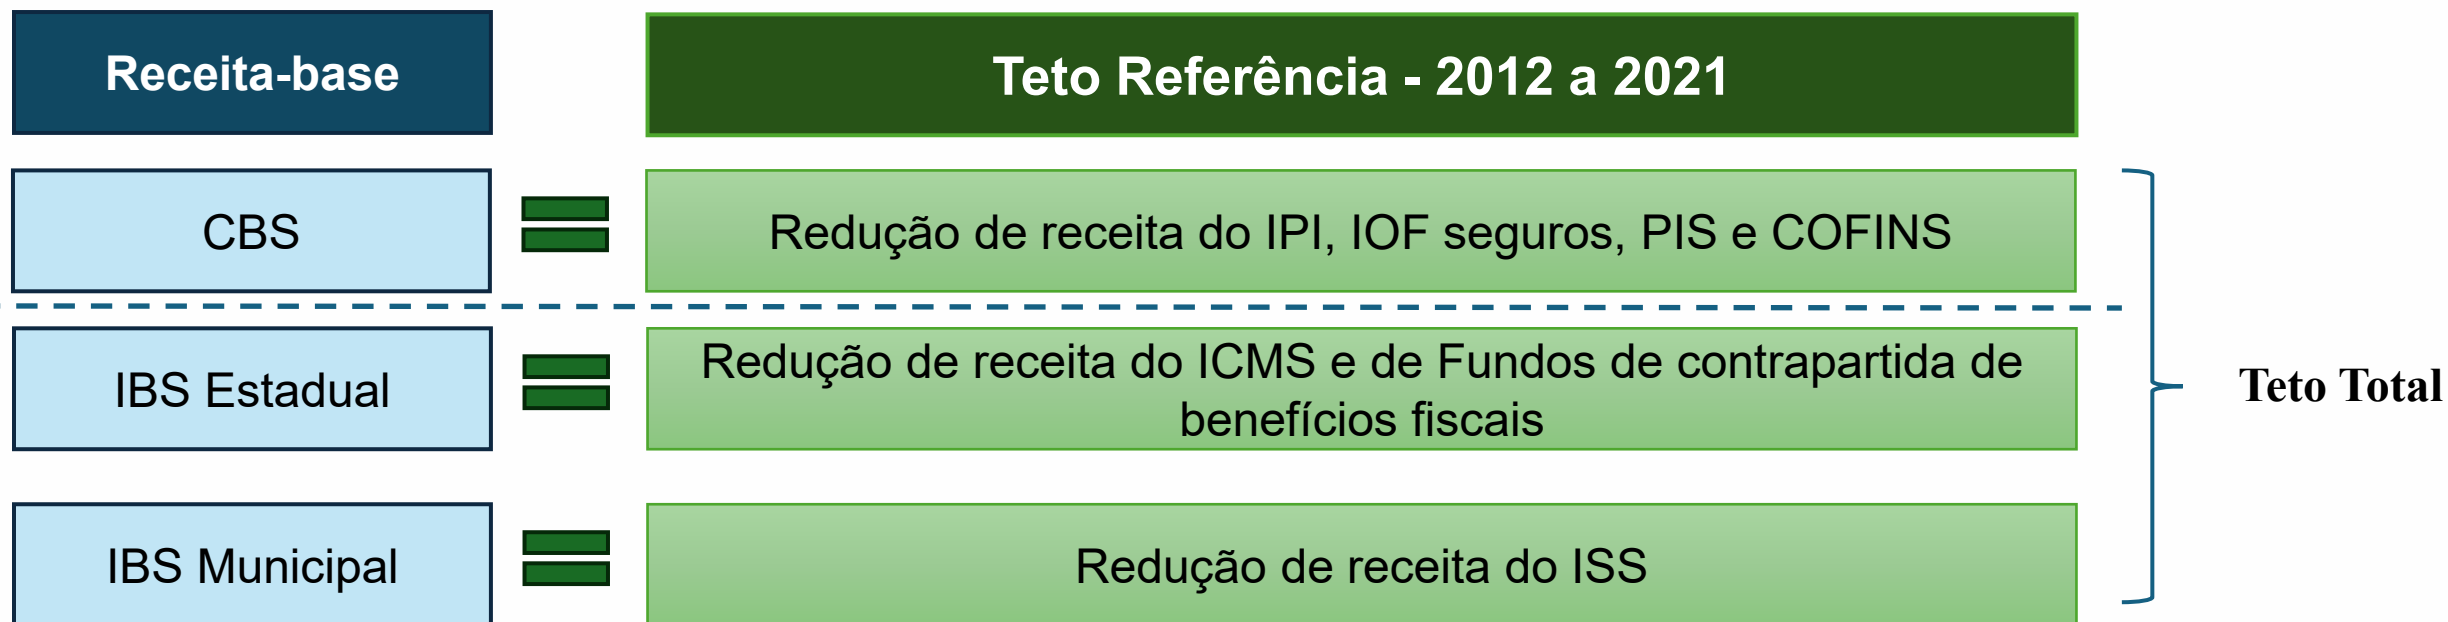 Receita-base
Teto Referência - 2012 a 2021
CBS
Redução de receita do IPI, IOF seguros, PIS e COFINS
IBS Estadual
Redução de receita do ICMS e de Fundos de contrapartida de
benefícios fiscais
Teto Total
IBS Municipal
Redução de receita do ISS